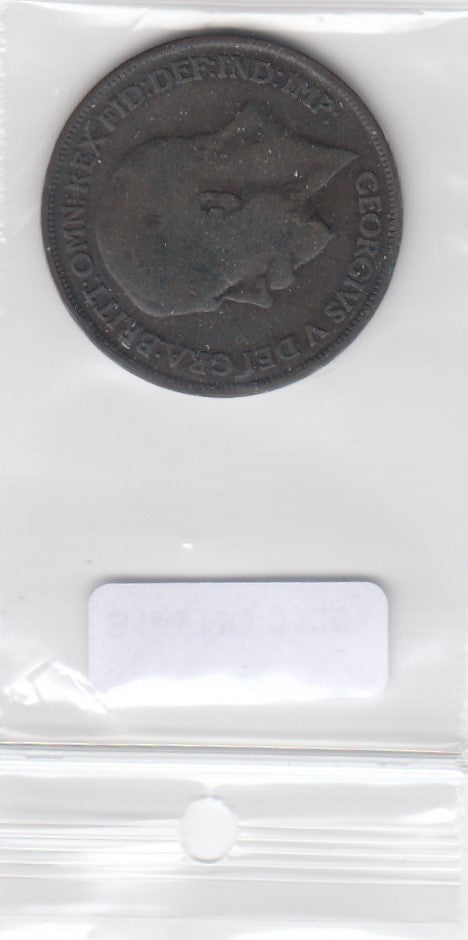 GEORGIVS V DEI GRA:BRITT:OMN:REX FID:DEF:IND:IMP: